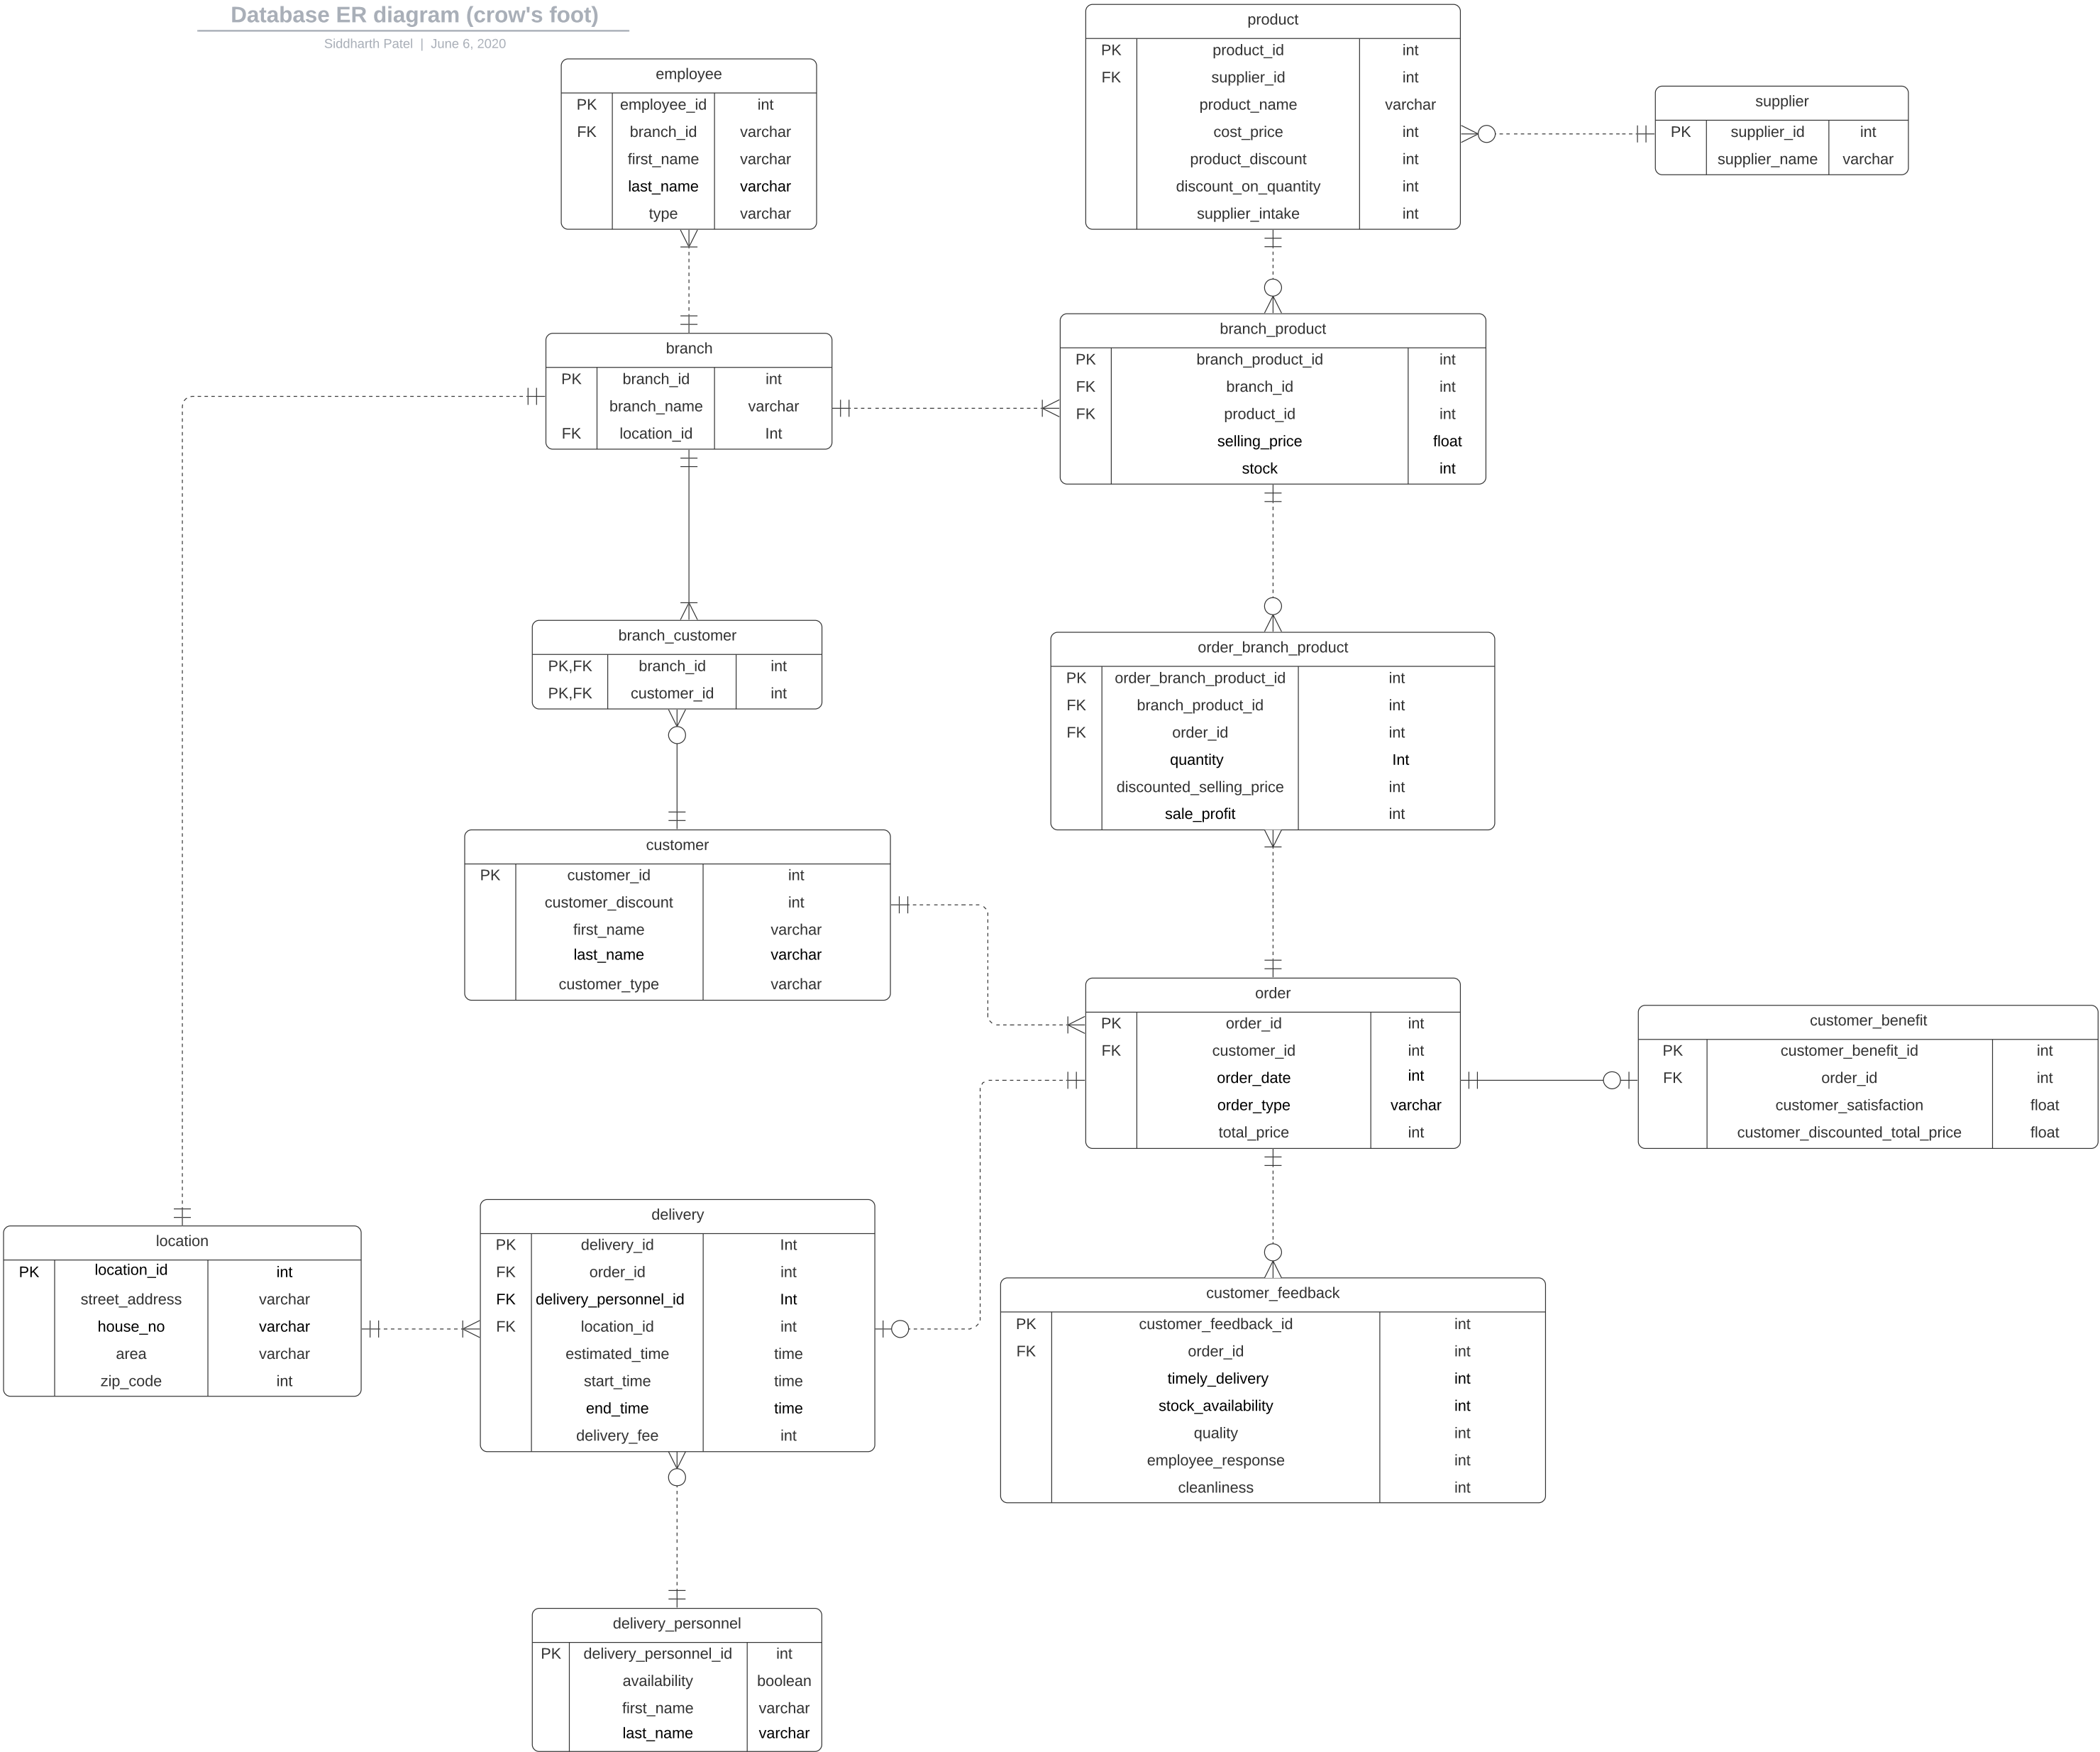 Database ER diagram (crow's foot)
Siddharth Patel | June 6, 2020
employee
PK employee_id int
FK branch_id varchar
first_name varchar
last_name varchar
type varchar
product
PK product_id int
FK supplier_id int
product_name varchar
cost_price int
product_discount int
discount_on_quantity int
supplier_intake int
supplier
PK supplier_id int
supplier_name varchar
branch
PK branch_id int
branch_name varchar
FK location_id Int
branch_product
PK branch_product_id int
FK branch_id int
FK product_id int
selling_price float
stock int
branch_customer
PK,FK branch_id int
PK,FK customer_id int
order_branch_product
PK order_branch_product_id int
FK branch_product_id int
FK order_id int
quantity Int
discounted_selling_price int
sale_profit int
customer
PK customer_id int
customer_discount int
first_name varchar
last_name varchar
customer_type varchar
order
PK order_id int
FK customer_id int
order_date int
order_type varchar
total_price int
customer_benefit
PK customer_benefit_id int
FK order_id int
customer_satisfaction float
customer_discounted_total_price float
location
PK location_id int
street_address varchar
house_no varchar
area varchar
zip_code int
delivery
PK delivery_id Int
FK order_id int
FK delivery_personnel_id Int
FK location_id int
estimated_time time
start_time time
end_time time
delivery_fee int
customer_feedback
PK customer_feedback_id int
FK order_id int
timely_delivery int
stock_availability int
quality int
employee_response int
cleanliness int
delivery_personnel
PK delivery_personnel_id int
availability boolean
first_name varchar
last_name varchar